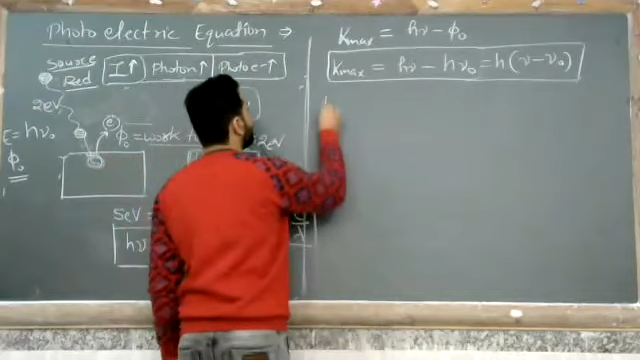 Photo electric Equation ⇒
Source
Red
I↑ Photon↑ Photo e-↑
2eV
e
E=hν₀
ϕ₀
ϕ₀ = work
2eV
5eV =
hν
Kmax = hν - ϕ₀
Kmax = hν - hν₀ = h(ν-ν₀)